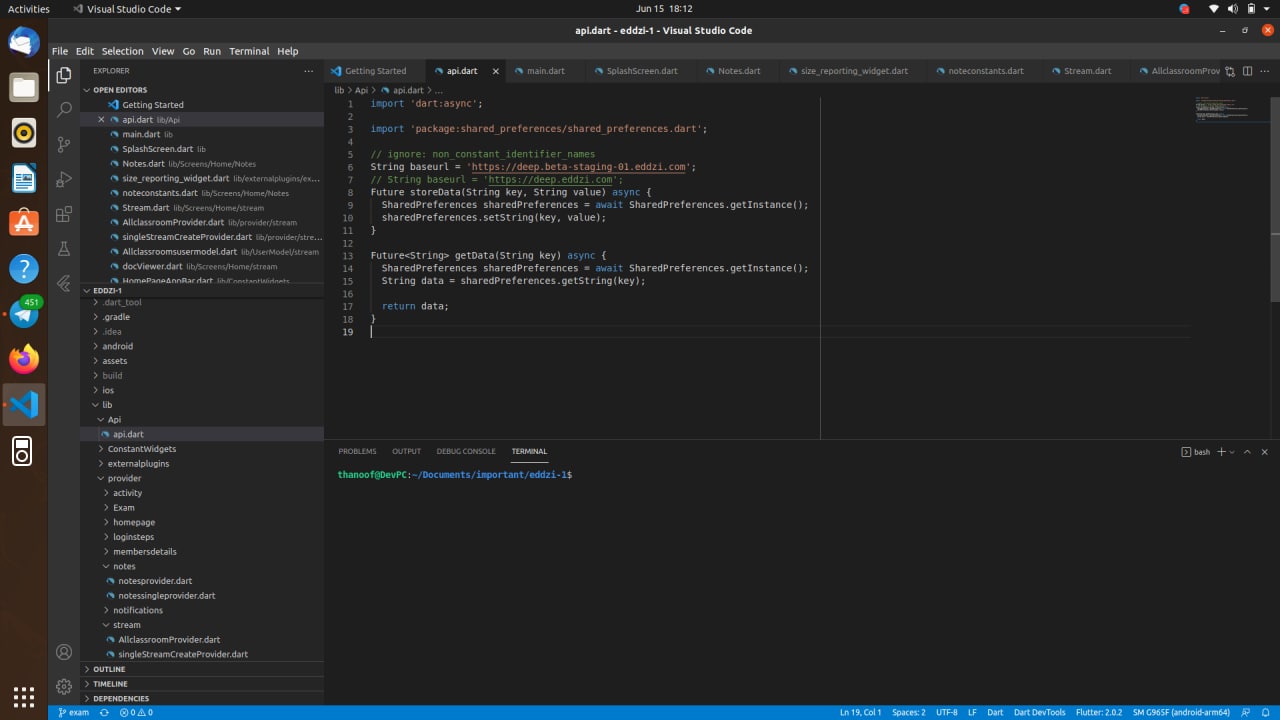 Activities
Visual Studio Code
Jun 15 18:12
api.dart - eddzi-1 - Visual Studio Code
File Edit Selection View Go Run Terminal Help
EXPLORER
OPEN EDITORS
Getting Started
api.dart lib/Api
main.dart lib
SplashScreen.dart lib
Notes.dart lib/Screens/Home/Notes
size_reporting_widget.dart lib/externalplugins/ex...
noteconstants.dart lib/Screens/Home/Notes
Stream.dart lib/Screens/Home/stream
AllclassroomProvider.dart lib/provider/stream
singleStreamCreateProvider.dart lib/provider/stre...
Allclassroomsusermodel.dart lib/UserModel/stream
docViewer.dart lib/Screens/Home/stream
HomePageAppBar.dart lib/ConstantWidgets
EDDZI-1
.dart_tool
.gradle
.idea
android
assets
build
ios
lib
Api
api.dart
ConstantWidgets
externalplugins
provider
activity
Exam
homepage
loginsteps
membersdetails
notes
notesprovider.dart
notessingleprovider.dart
notifications
stream
AllclassroomProvider.dart
singleStreamCreateProvider.dart
OUTLINE
TIMELINE
DEPENDENCIES
451
Getting Started api.dart main.dart SplashScreen.dart Notes.dart size_reporting_widget.dart noteconstants.dart Stream.dart AllclassroomProv
lib > Api > api.dart > ...
1 import 'dart:async';
2
3 import 'package:shared_preferences/shared_preferences.dart';
4
5 // ignore: non_constant_identifier_names
6 String baseurl = 'https://deep.beta-staging-01.eddzi.com';
7 // String baseurl = 'https://deep.eddzi.com';
8 Future storeData(String key, String value) async {
9 SharedPreferences sharedPreferences = await SharedPreferences.getInstance();
10 sharedPreferences.setString(key, value);
11 }
12
13 Future<String> getData(String key) async {
14 SharedPreferences sharedPreferences = await SharedPreferences.getInstance();
15 String data = sharedPreferences.getString(key);
16
17 return data;
18 }
19
PROBLEMS OUTPUT DEBUG CONSOLE TERMINAL
bash
thanoof@DevPC:~/Documents/important/eddzi-1$
exam 0 0 Ln 19, Col 1 Spaces: 2 UTF-8 LF Dart Dart DevTools Flutter: 2.0.2 SM G965F (android-arm64)